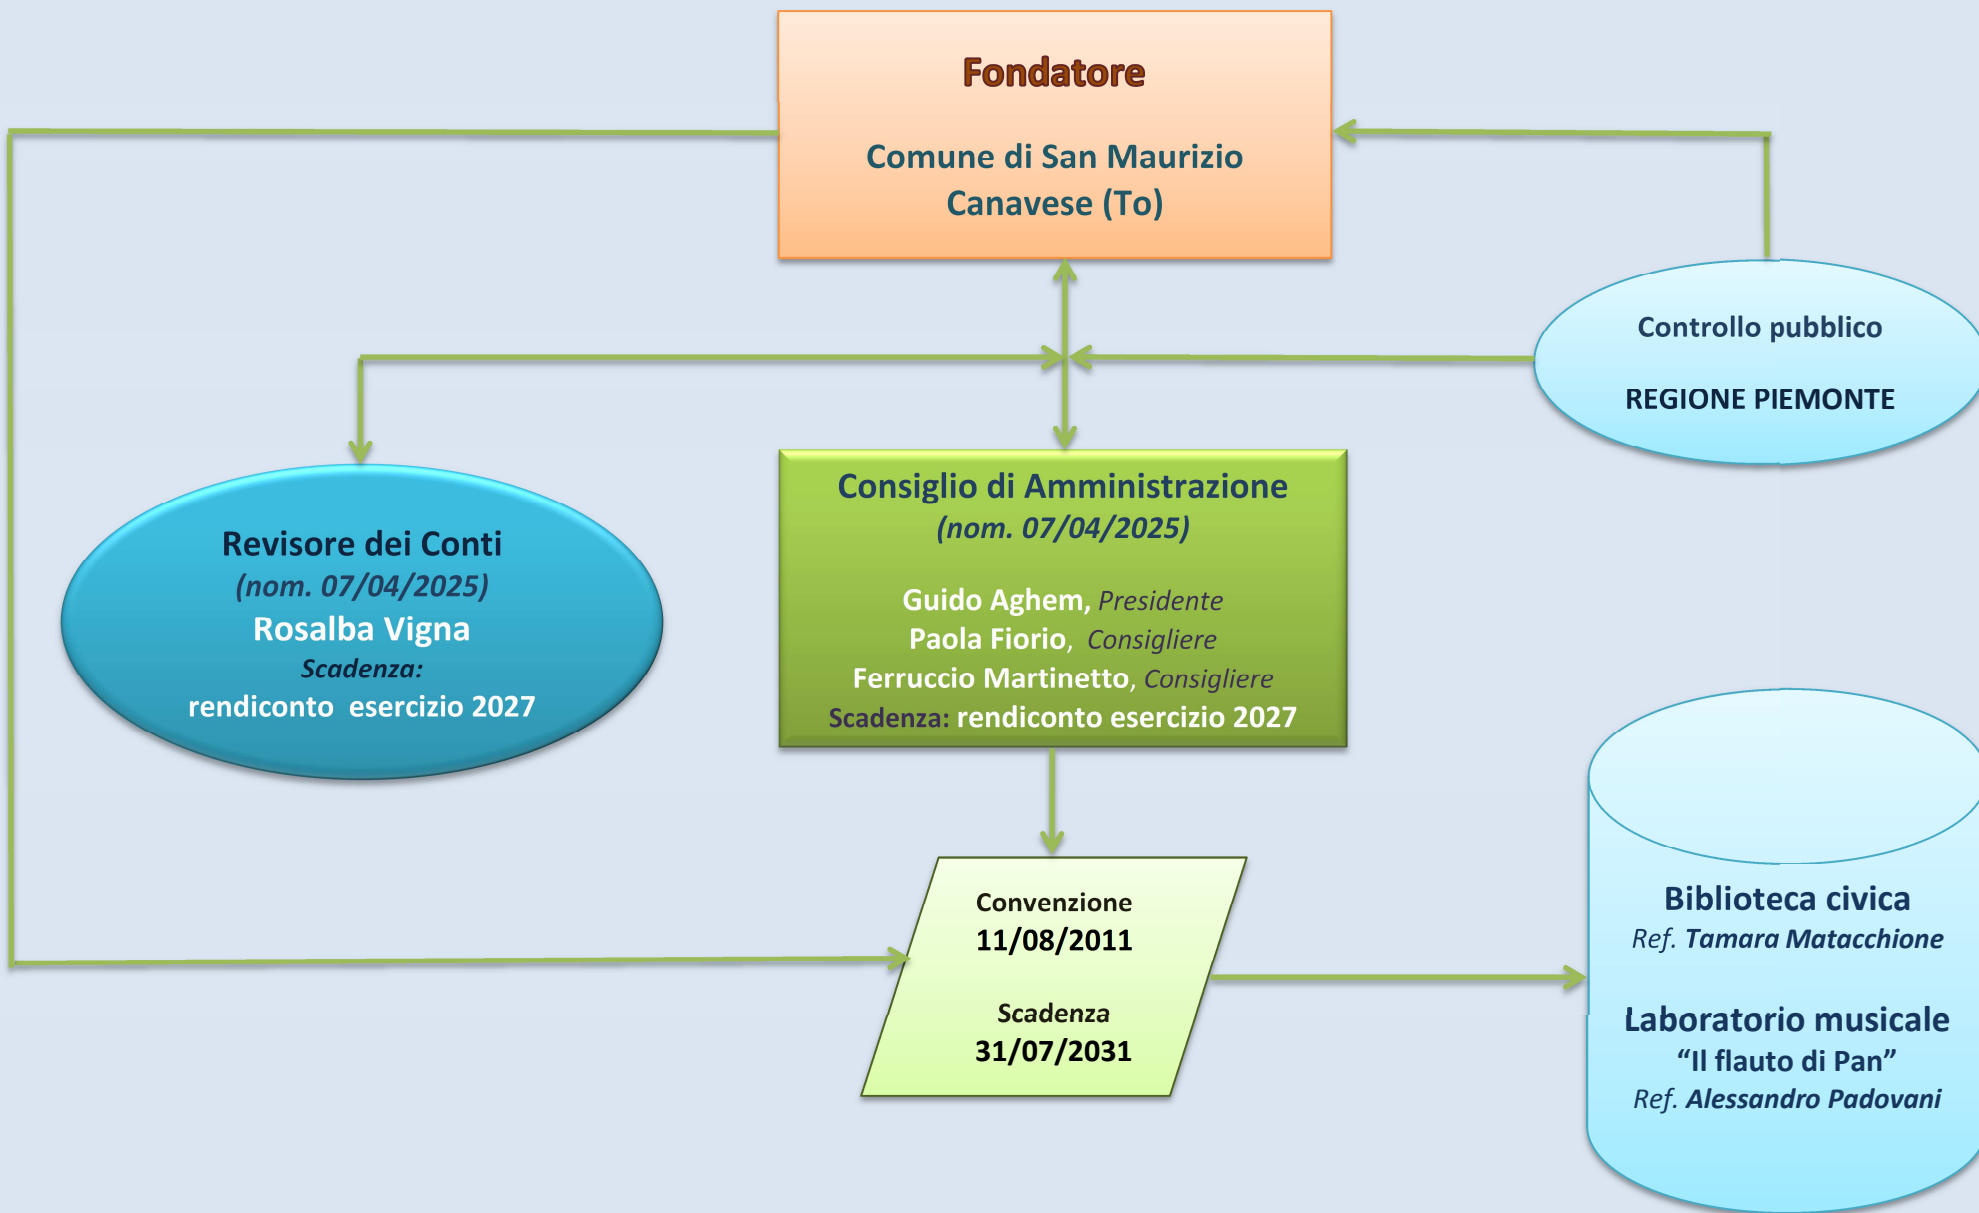 Fondatore
Comune di San Maurizio
Canavese (To)
Controllo pubblico
REGIONE PIEMONTE
Revisore dei Conti
(nom. 07/04/2025)
Rosalba Vigna
Scadenza:
rendiconto esercizio 2027
Consiglio di Amministrazione
(nom. 07/04/2025)
Guido Aghem, Presidente
Paola Fiorio, Consigliere
Ferruccio Martinetto, Consigliere
Scadenza: rendiconto esercizio 2027
Convenzione
11/08/2011
Scadenza
31/07/2031
Biblioteca civica
Ref. Tamara Matacchione
Laboratorio musicale
“Il flauto di Pan”
Ref. Alessandro Padovani